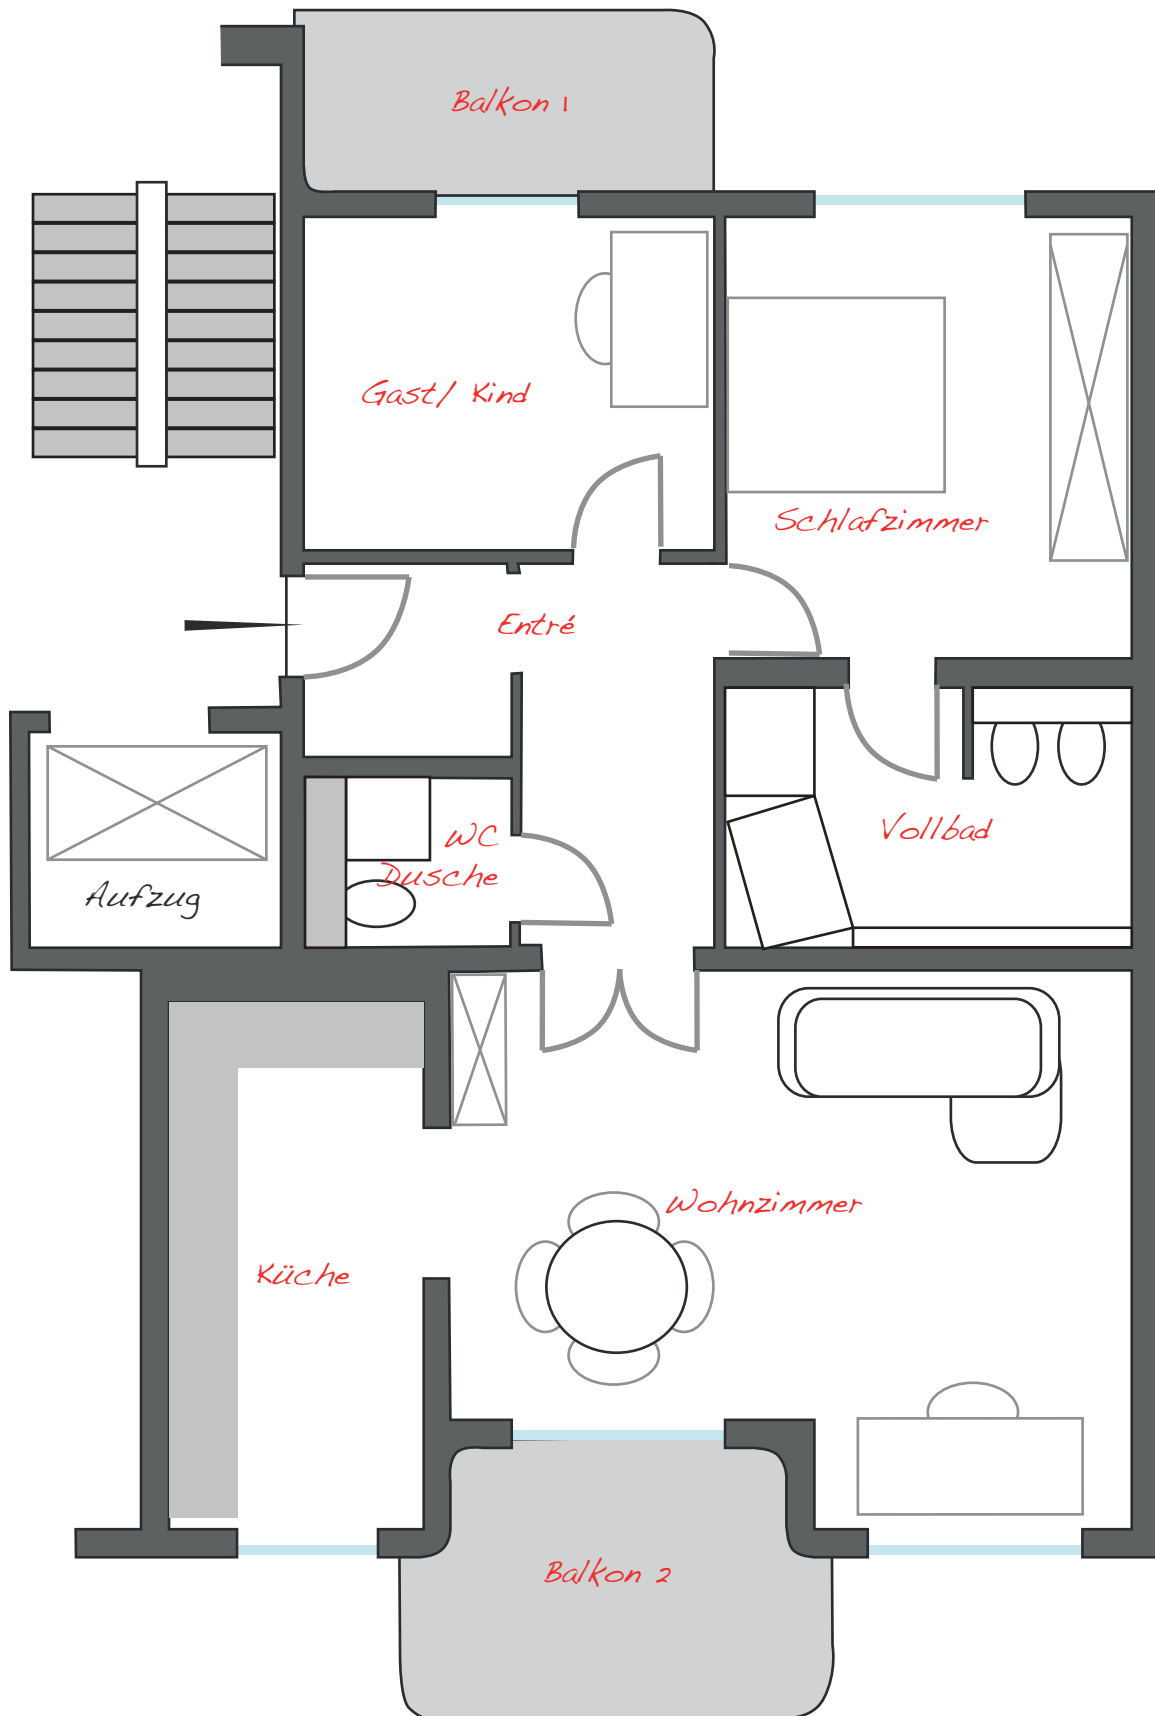 Balkon 1
Gast/ Kind
Schlafzimmer
Entré
WC
Dusche
Vollbad
Aufzug
Wohnzimmer
Küche
Balkon 2